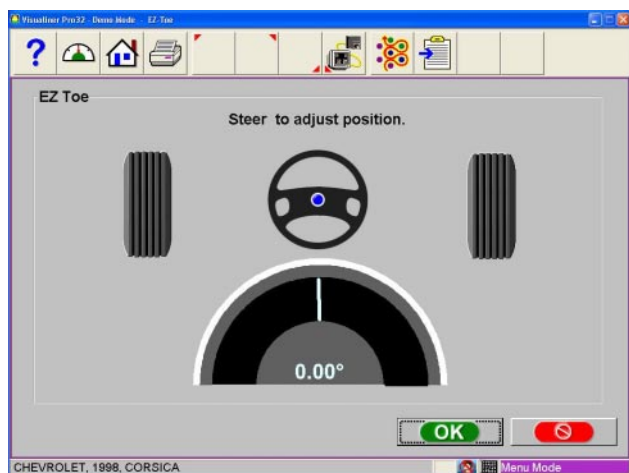 Visualiner Pro32 - Demo Mode - EZ-Toe
?
EZ Toe
Steer to adjust position.
0.00°
OK
CHEVROLET, 1998, CORSICA
Menu Mode